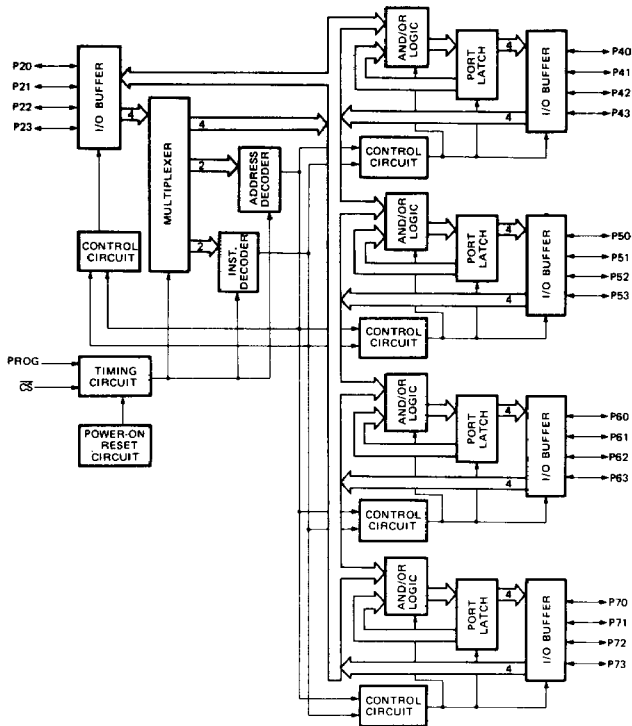 P20
P21
P22
P23
I/O BUFFER
4
MULTIPLEXER
4
2
ADDRESS DECODER
2
INST. DECODER
CONTROL CIRCUIT
PROG
CS
TIMING CIRCUIT
POWER-ON RESET CIRCUIT
AND/OR LOGIC
PORT LATCH
4
I/O BUFFER
4
CONTROL CIRCUIT
P40
P41
P42
P43
AND/OR LOGIC
PORT LATCH
4
I/O BUFFER
4
CONTROL CIRCUIT
P50
P51
P52
P53
AND/OR LOGIC
PORT LATCH
4
I/O BUFFER
4
CONTROL CIRCUIT
P60
P61
P62
P63
AND/OR LOGIC
PORT LATCH
4
I/O BUFFER
4
CONTROL CIRCUIT
P70
P71
P72
P73